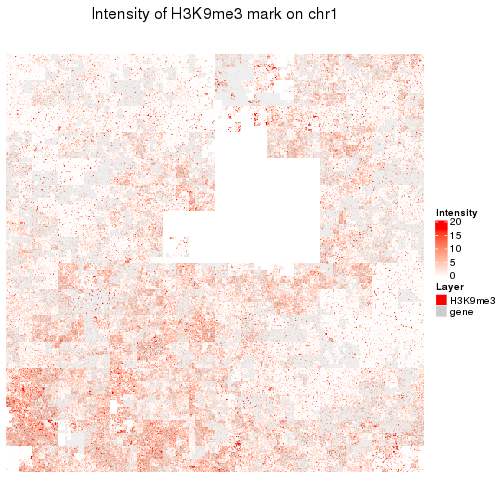 Intensity of H3K9me3 mark on chr1
Intensity
20
15
10
5
0
Layer
H3K9me3
gene